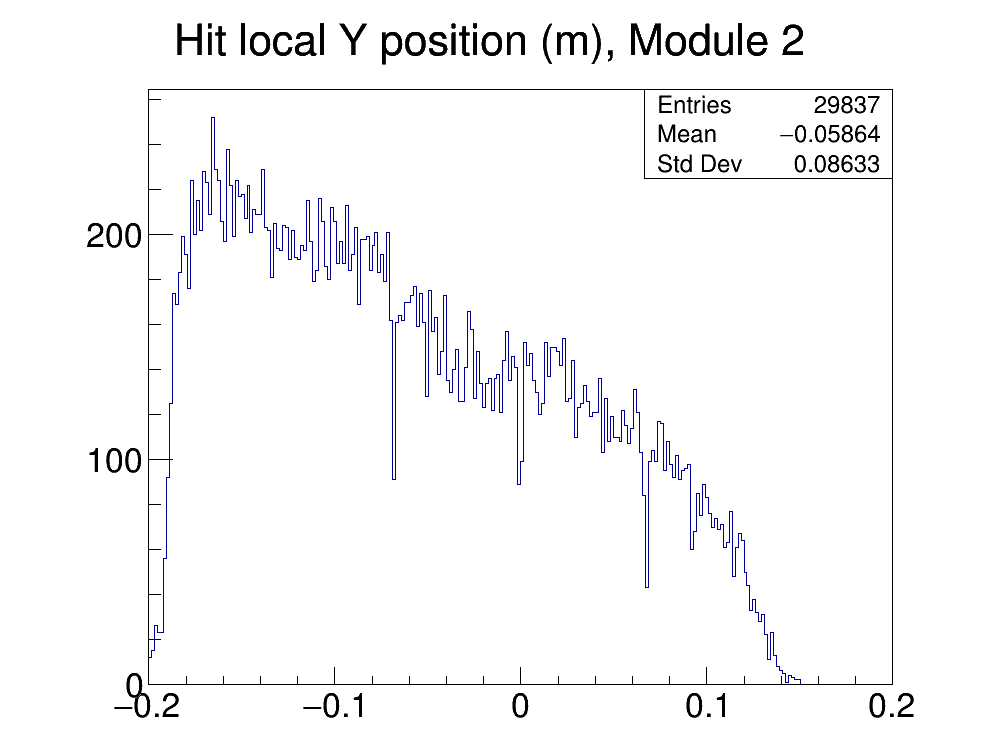 Hit local Y position (m), Module 2
Entries 29837
Mean −0.05864
Std Dev 0.08633
200
100
0
−0.2 −0.1 0 0.1 0.2